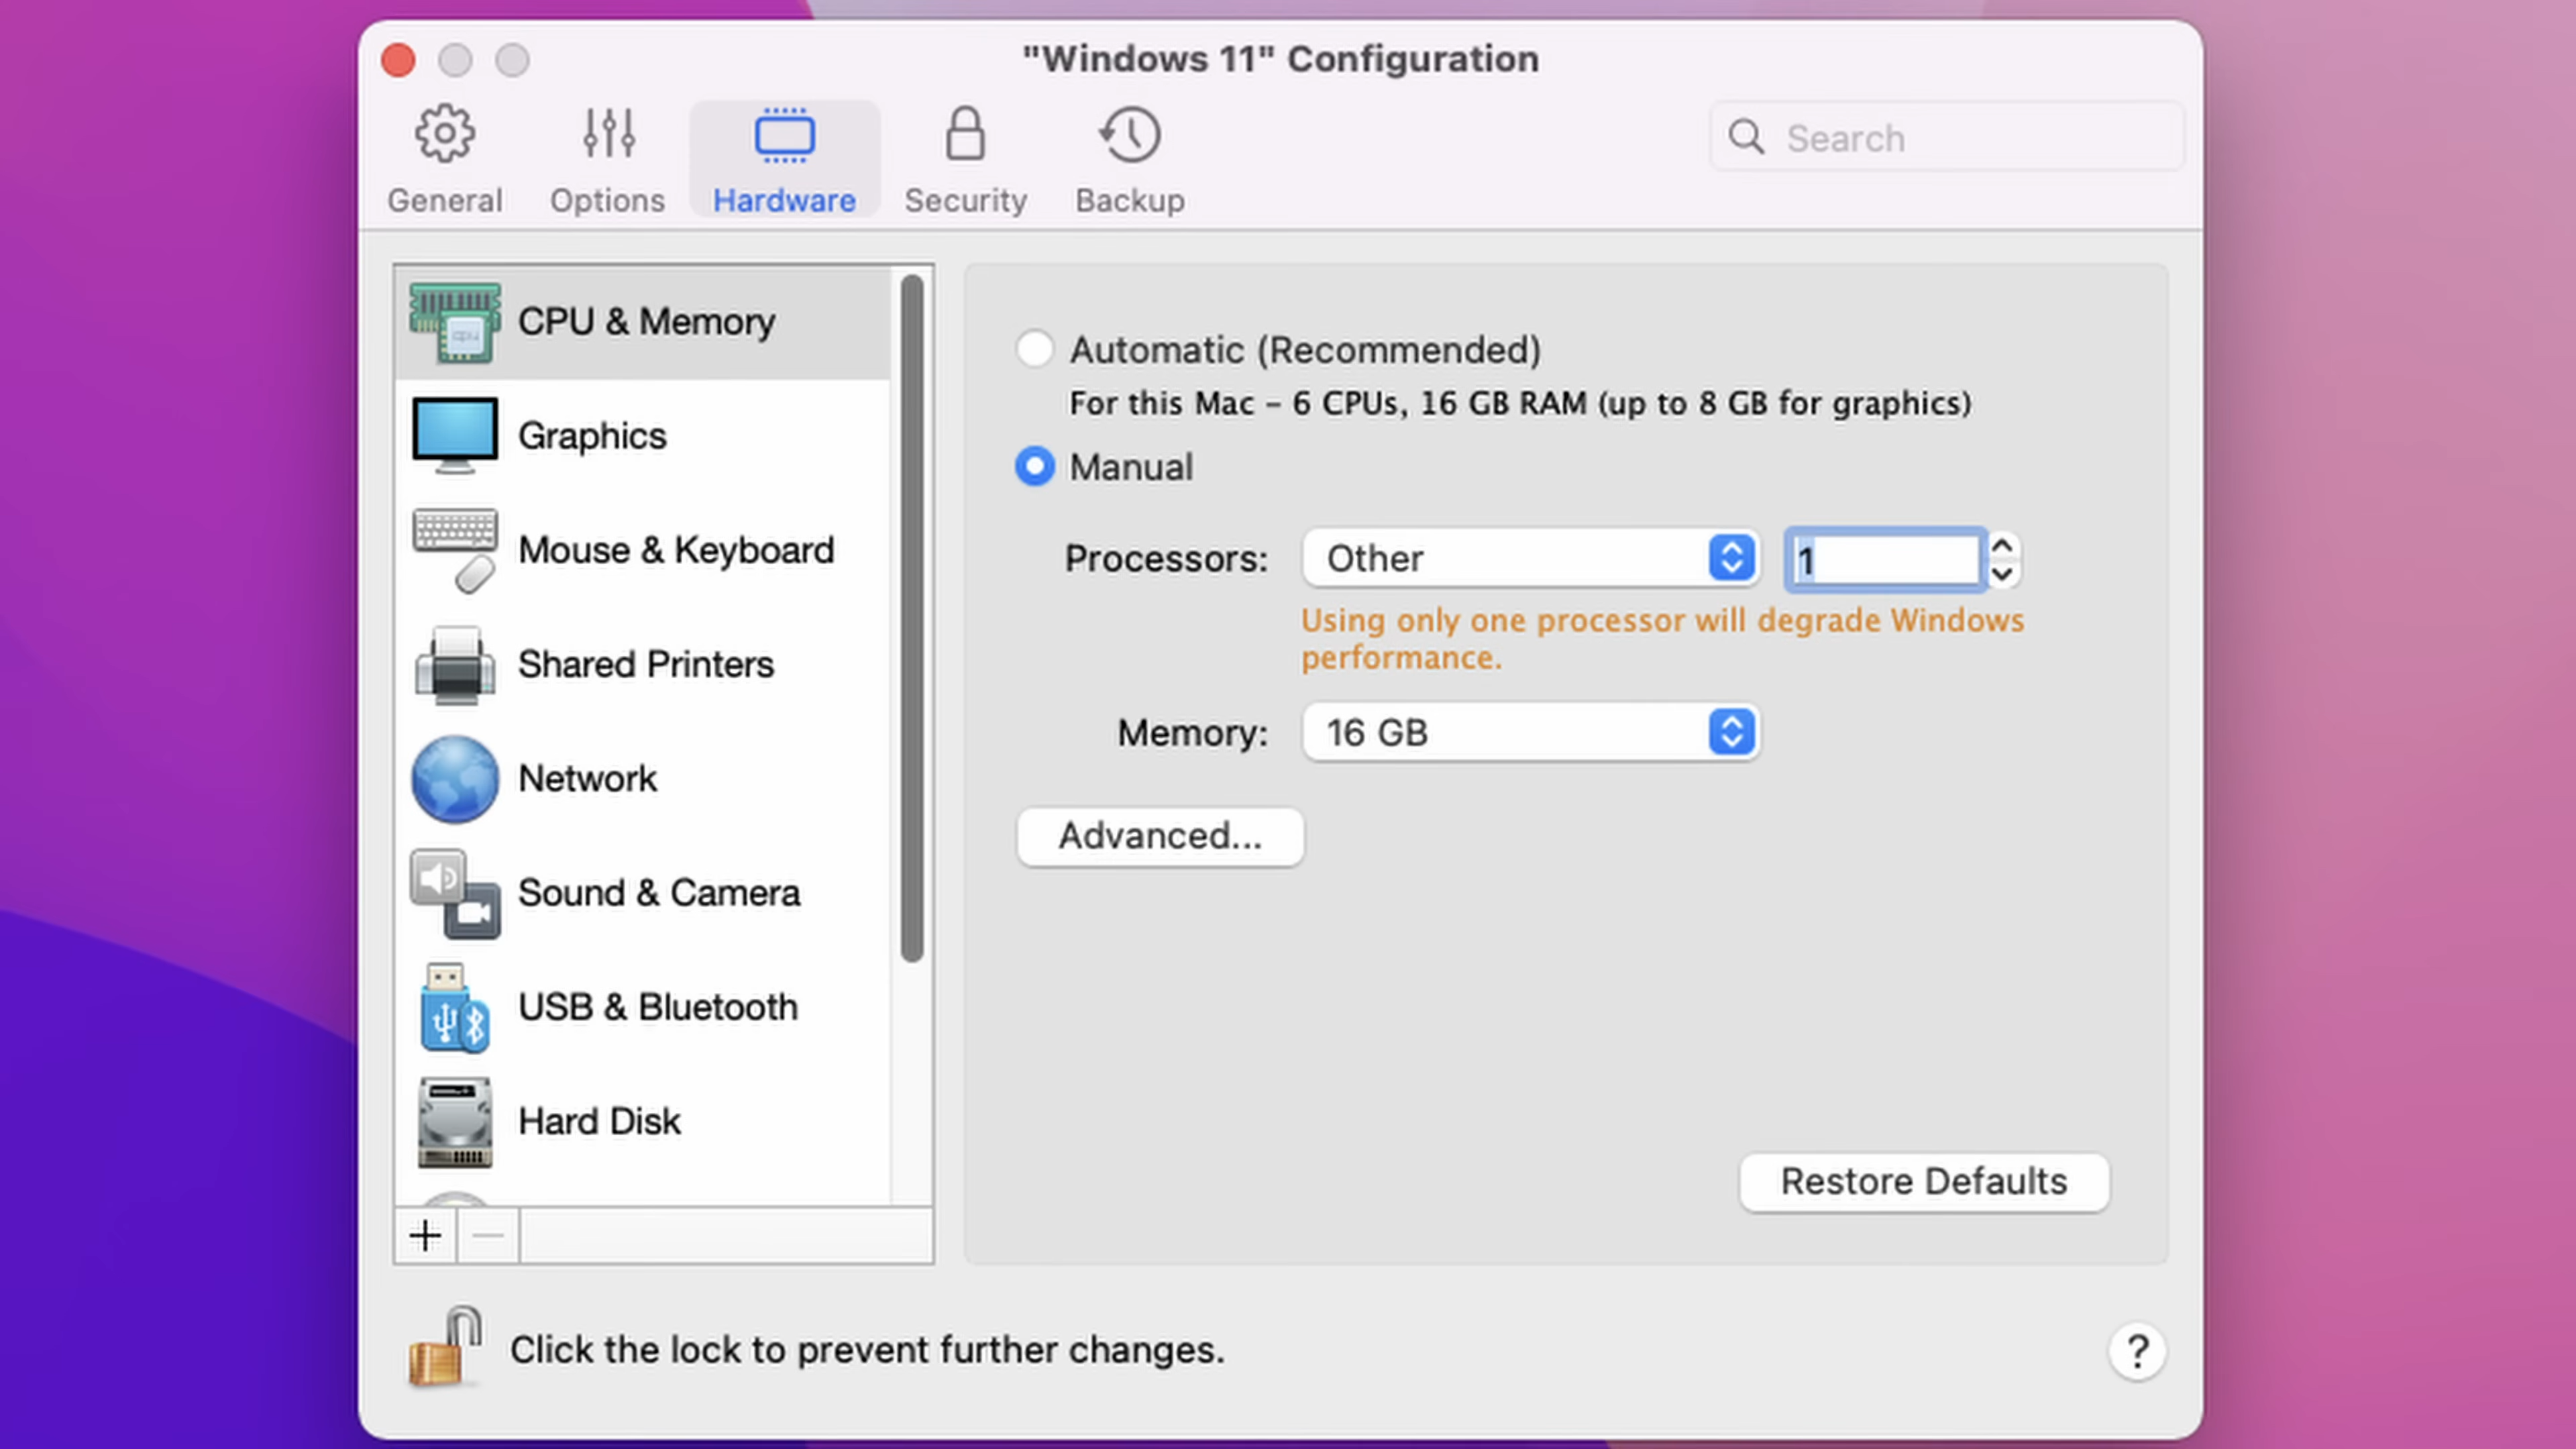 "Windows 11" Configuration
General
Options
Hardware
Security
Backup
Search
CPU & Memory
Graphics
Mouse & Keyboard
Shared Printers
Network
Sound & Camera
USB & Bluetooth
Hard Disk
Automatic (Recommended)
For this Mac – 6 CPUs, 16 GB RAM (up to 8 GB for graphics)
Manual
Processors: Other 1
Using only one processor will degrade Windows
performance.
Memory: 16 GB
Advanced...
Restore Defaults
Click the lock to prevent further changes.
?